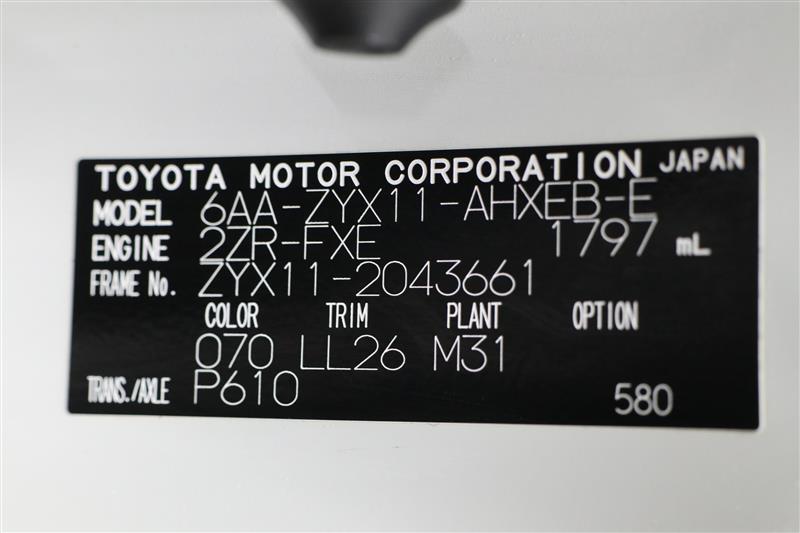 TOYOTA MOTOR CORPORATION JAPAN
MODEL 6AA-ZYX11-AHXEB-E
ENGINE 2ZR-FXE 1797 mL
FRAME No. ZYX11-2043661
COLOR TRIM PLANT OPTION
070 LL26 M31
TRANS./AXLE P610 580